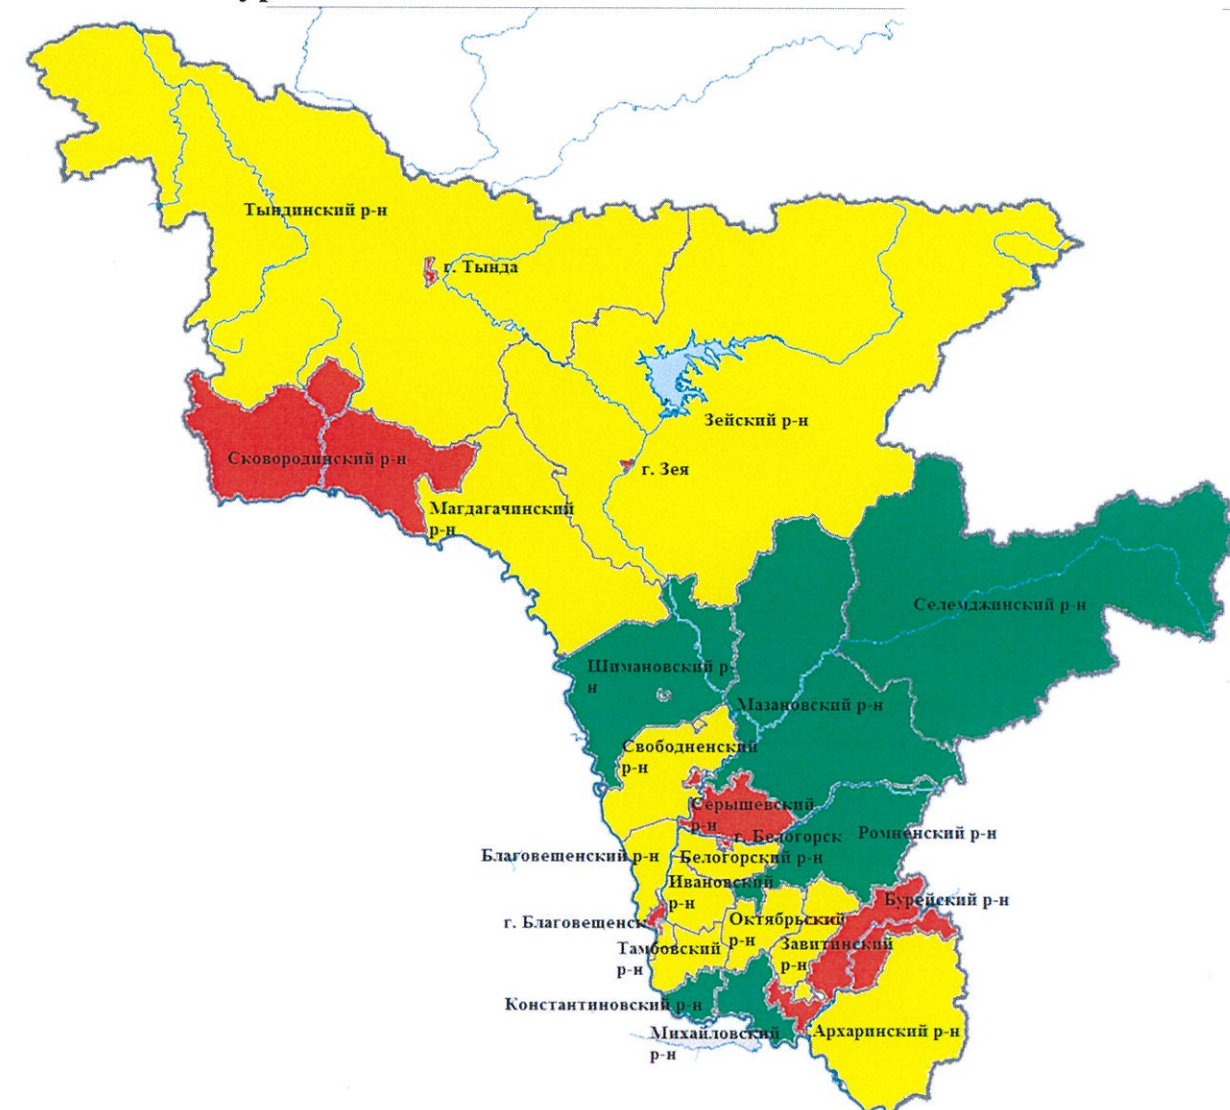 Тындинский р-н
г. Тында
Зейский р-н
Сковородинский р-н
г. Зея
Магдагачинский
р-н
Селемджинский р-н
Шимановский р-
н
Мазановский р-н
Свободненский
р-н
Серышевский
р-н
г. Белогорск
Ромненский р-н
Благовещенский р-н
Белогорский р-н
Ивановский
р-н
Бурейский р-н
г. Благовещенск
Октябрьский
р-н
Тамбовский
р-н
Завитинский
р-н
Константиновский р-н
Михайловский
р-н
Архаринский р-н